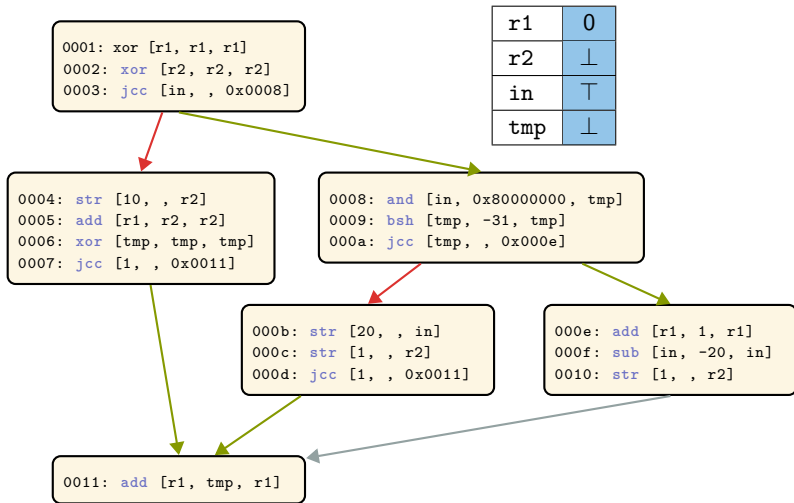 0001: xor [r1, r1, r1]
0002: xor [r2, r2, r2]
0003: jcc [in, , 0x0008]
r1 0
r2 ⊥
in ⊤
tmp ⊥
0004: str [10, , r2]
0005: add [r1, r2, r2]
0006: xor [tmp, tmp, tmp]
0007: jcc [1, , 0x0011]
0008: and [in, 0x80000000, tmp]
0009: bsh [tmp, -31, tmp]
000a: jcc [tmp, , 0x000e]
000b: str [20, , in]
000c: str [1, , r2]
000d: jcc [1, , 0x0011]
000e: add [r1, 1, r1]
000f: sub [in, -20, in]
0010: str [1, , r2]
0011: add [r1, tmp, r1]